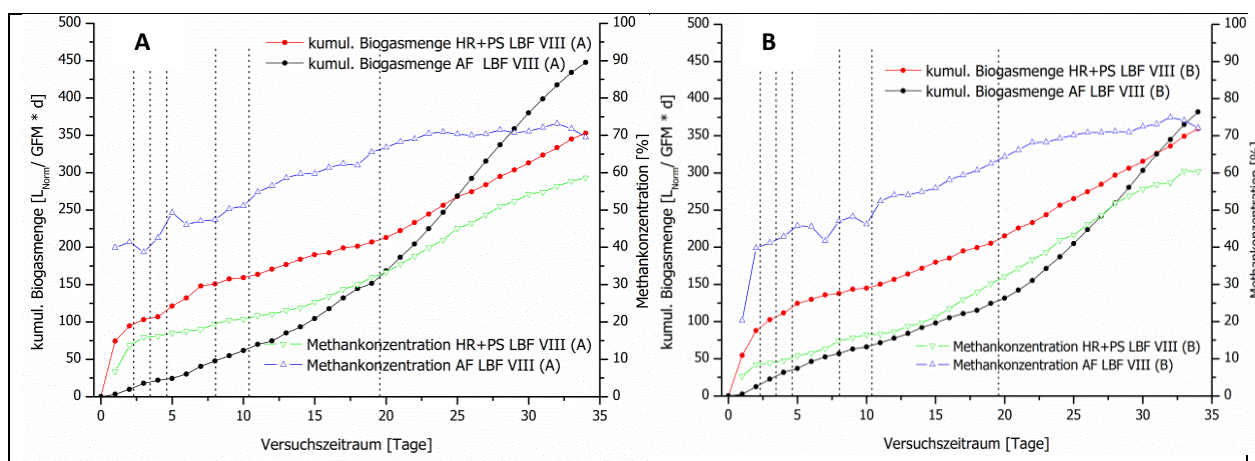 A
kumul. Biogasmenge HR+PS LBF VIII (A)
kumul. Biogasmenge AF LBF VIII (A)
Methankonzentration HR+PS LBF VIII (A)
Methankonzentration AF LBF VIII (A)
kumul. Biogasmenge [L_Norm/ GFM * d]
500
450
400
350
300
250
200
150
100
50
0
100
90
80
70
60
50
40
30
20
10
0
Methankonzentration [%]
0 5 10 15 20 25 30 35
Versuchszeitraum [Tage]
B
kumul. Biogasmenge HR+PS LBF VIII (B)
kumul. Biogasmenge AF LBF VIII (B)
Methankonzentration HR+PS LBF VIII (B)
Methankonzentration AF LBF VIII (B)
kumul. Biogasmenge [L_Norm/ GFM * d]
500
450
400
350
300
250
200
150
100
50
0
100
90
80
70
60
50
40
30
20
10
0
Methankonzentration [%]
0 5 10 15 20 25 30 35
Versuchszeitraum [Tage]